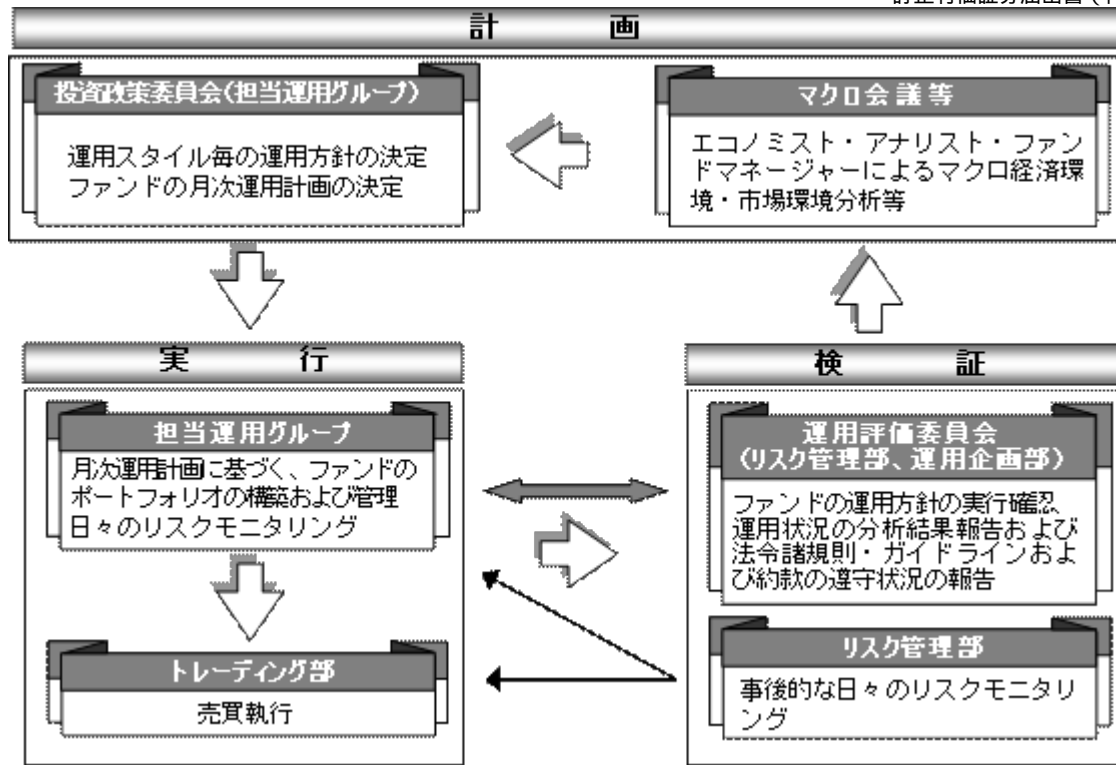 計 画
投資政策委員会(担当運用グループ)
運用スタイル毎の運用方針の決定
ファンドの月次運用計画の決定
マクロ会議等
エコノミスト・アナリスト・ファン
ドマネージャーによるマクロ経済環
境・市場環境分析等
実 行
担当運用グループ
月次運用計画に基づく、ファンドの
ポートフォリオの構築および管理
日々のリスクモニタリング
トレーディング部
売買執行
検 証
運用評価委員会
(リスク管理部、運用企画部)
ファンドの運用方針の実行確認
運用状況の分析結果報告および
法令諸規則・ガイドラインおよ
び約款の遵守状況の報告
リスク管理部
事後的な日々のリスクモニタリ
ング